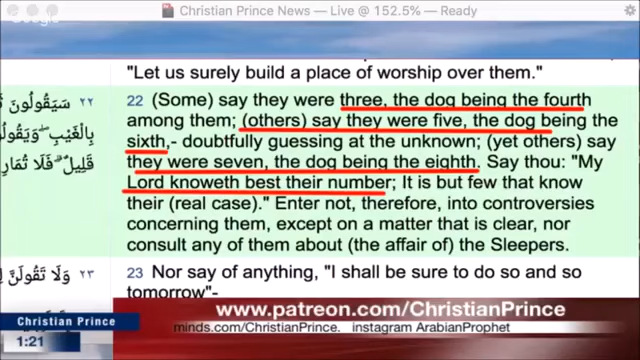 Christian Prince News — Live @ 152.5% — Ready
"Let us surely build a place of worship over them."
22 (Some) say they were three, the dog being the fourth
among them; (others) say they were five, the dog being the
sixth,- doubtfully guessing at the unknown; (yet others) say
they were seven, the dog being the eighth. Say thou: "My
Lord knoweth best their number; It is but few that know
their (real case)." Enter not, therefore, into controversies
concerning them, except on a matter that is clear, nor
consult any of them about (the affair of) the Sleepers.
٢٢ سَيَقُولُونَ
بِالْغَيْبِ ۖ وَيَقُولُونَ
قَلِيلٌ ۗ فَلَا تُمَارِ
23 Nor say of anything, "I shall be sure to do so and so
tomorrow"-
٢٣ وَلَا تَقُولَنَّ
www.patreon.com/ChristianPrince
minds.com/ChristianPrince. instagram ArabianProphet
Christian Prince
1:21